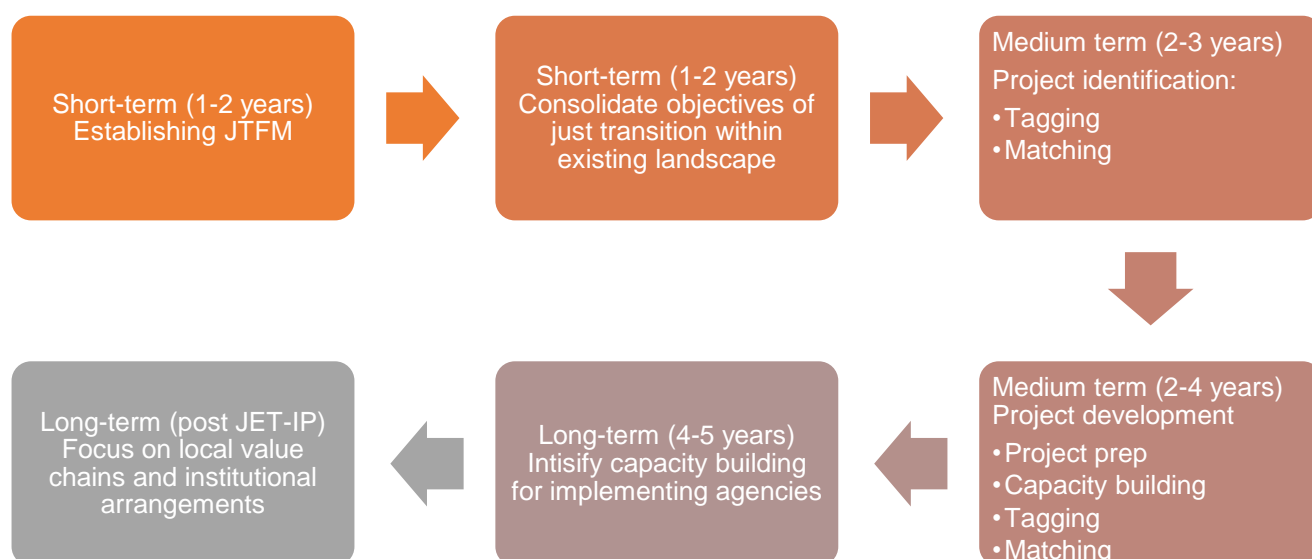 Short-term (1-2 years)
Establishing JTFM
Short-term (1-2 years)
Consolidate objectives of
just transition within
existing landscape
Medium term (2-3 years)
Project identification:
•Tagging
•Matching
Medium term (2-4 years)
Project development
•Project prep
•Capacity building
•Tagging
•Matching
Long-term (4-5 years)
Intisify capacity building
for implementing agencies
Long-term (post JET-IP)
Focus on local value
chains and institutional
arrangements